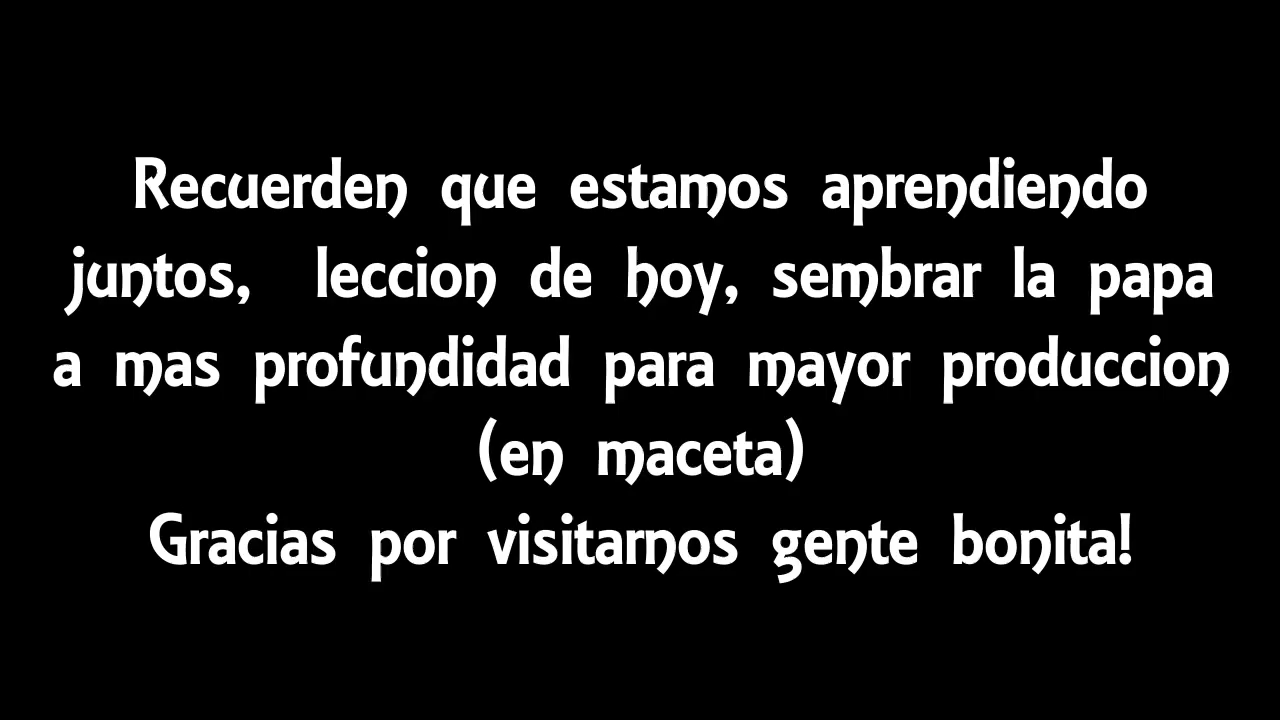 Recuerden que estamos aprendiendo
juntos, leccion de hoy, sembrar la papa
a mas profundidad para mayor produccion
(en maceta)
Gracias por visitarnos gente bonita!